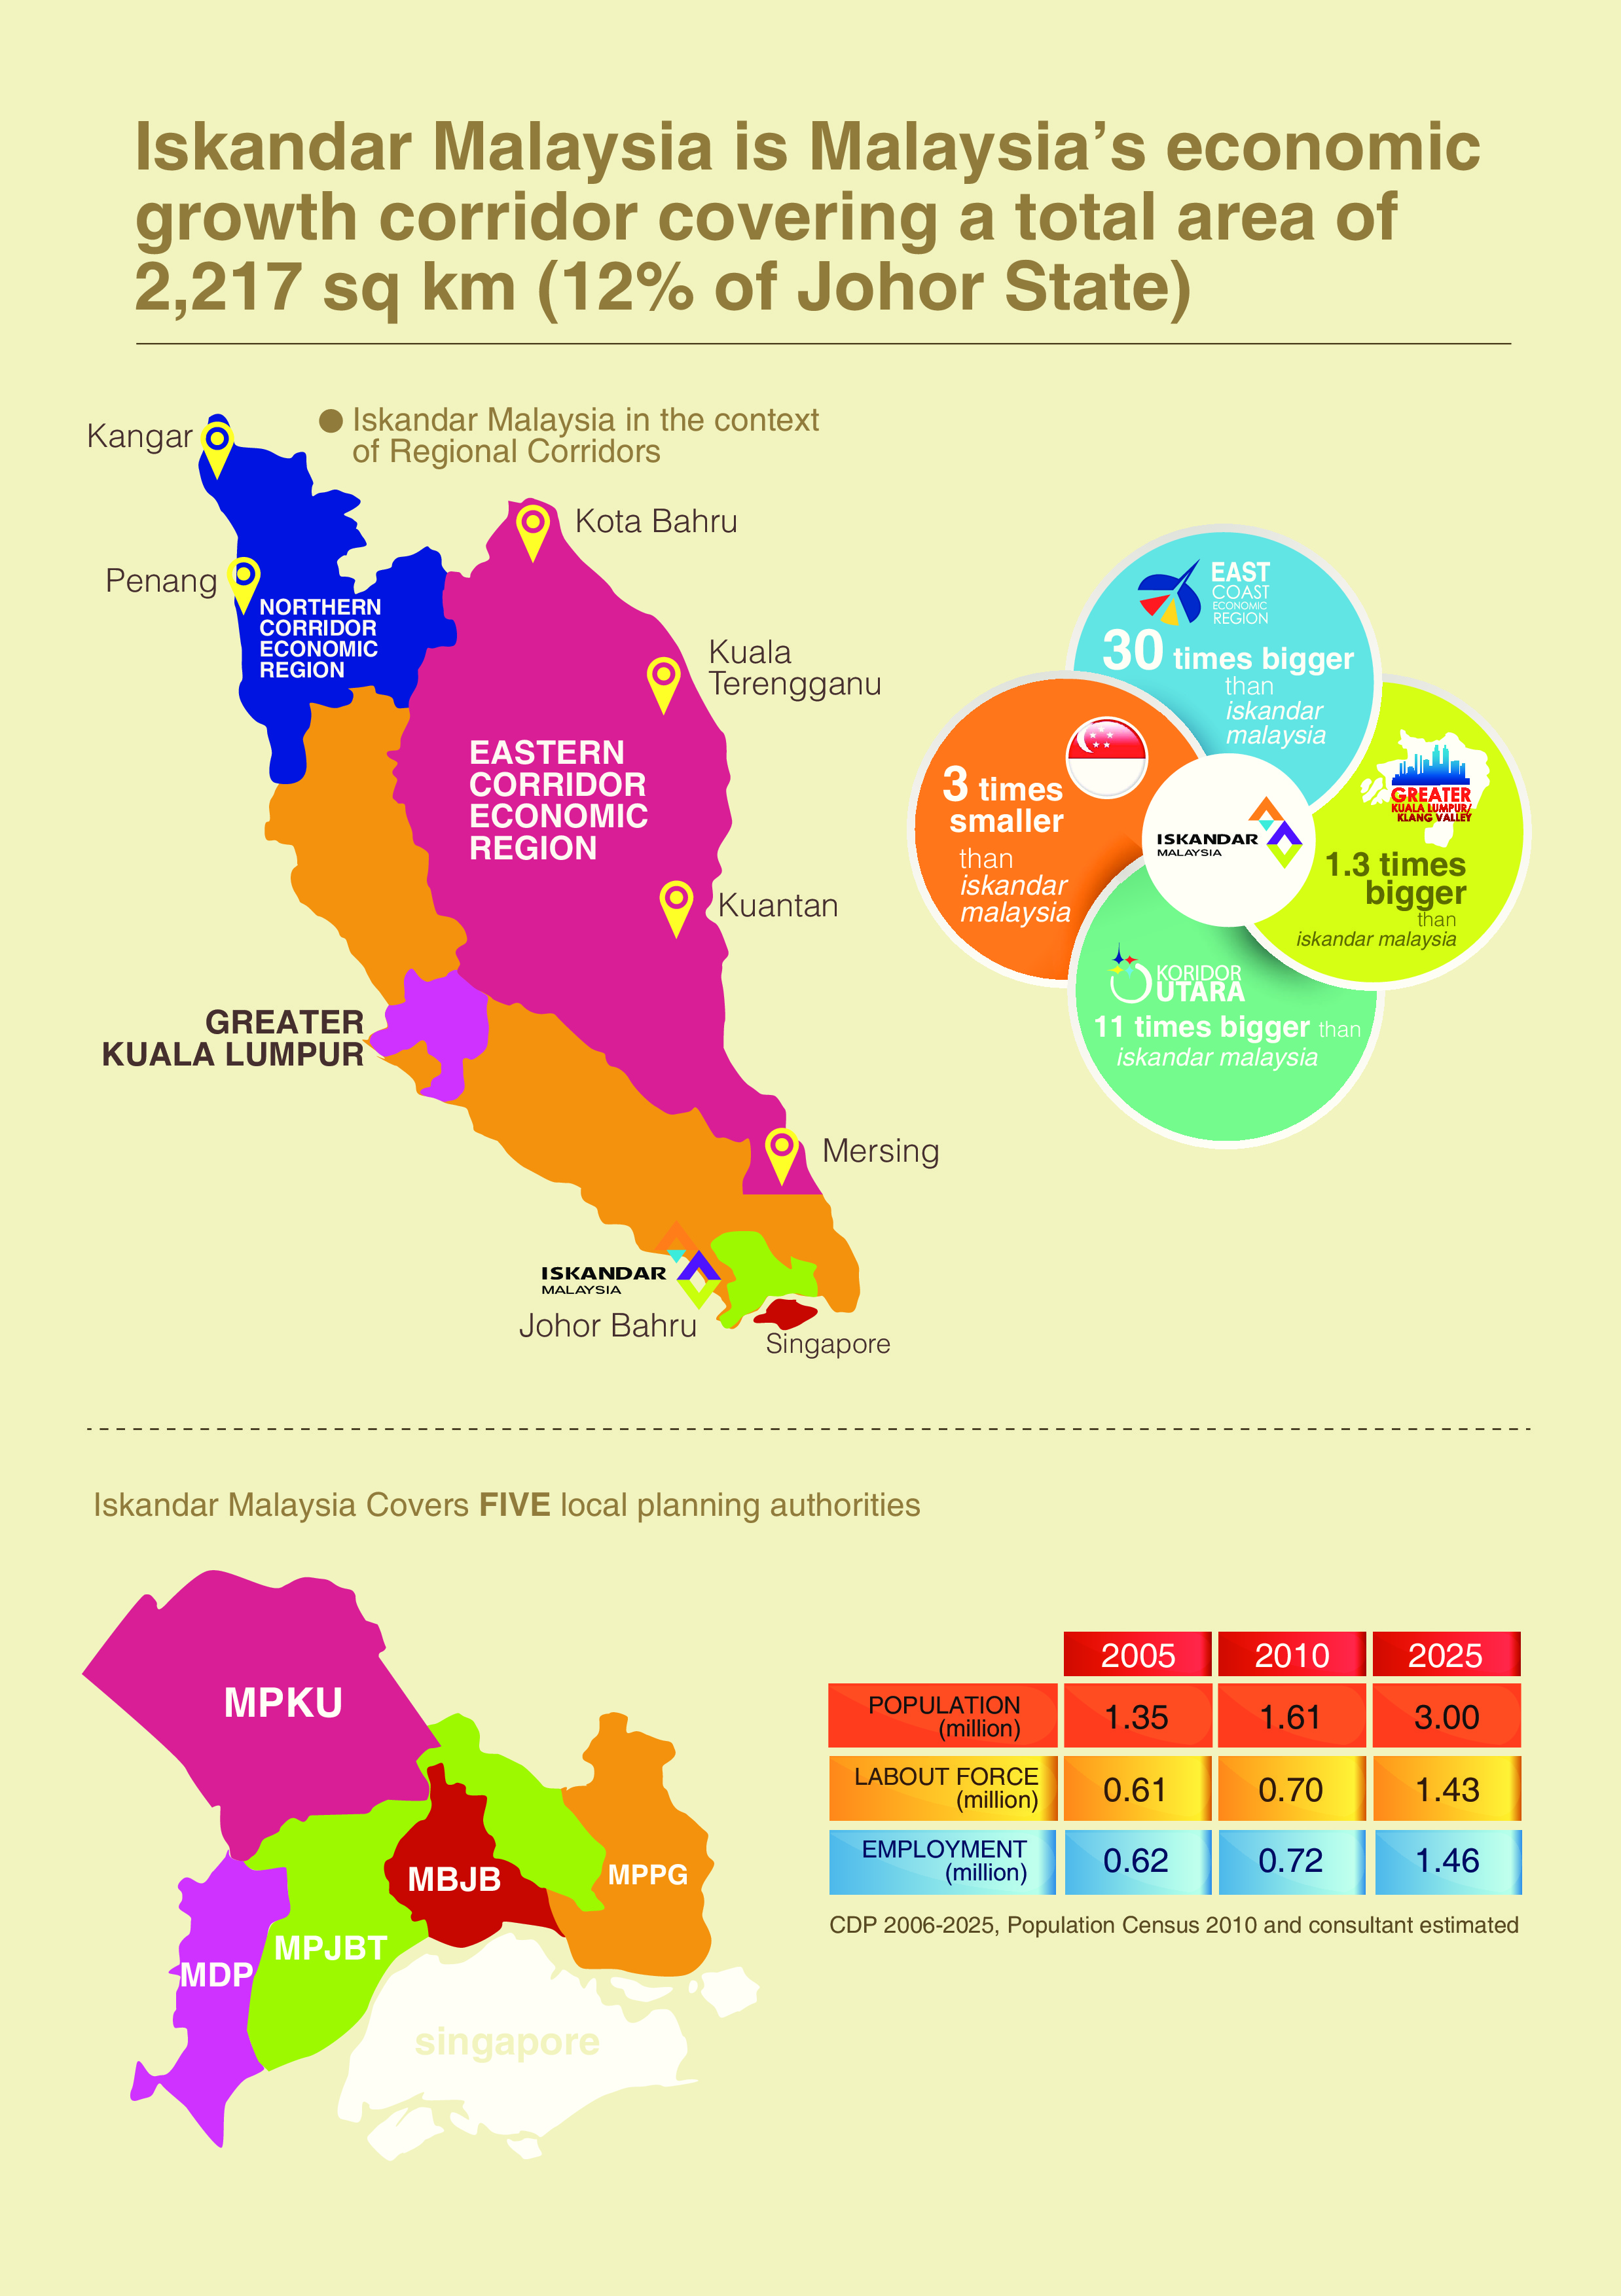 Iskandar Malaysia is Malaysia’s economic
growth corridor covering a total area of
2,217 sq km (12% of Johor State)
Iskandar Malaysia in the context
of Regional Corridors
Kangar
Kota Bahru
Penang
NORTHERN
CORRIDOR
ECONOMIC
REGION
Kuala
Terengganu
EASTERN
CORRIDOR
ECONOMIC
REGION
Kuantan
GREATER
KUALA LUMPUR
Mersing
ISKANDAR
MALAYSIA
Johor Bahru
Singapore
EAST
COAST
ECONOMIC
REGION
30 times bigger
than
iskandar
malaysia
3 times
smaller
than
iskandar
malaysia
ISKANDAR
MALAYSIA
GREATER
KUALA LUMPUR/
KLANG VALLEY
1.3 times
bigger
than
iskandar malaysia
KORIDOR
UTARA
11 times bigger than
iskandar malaysia
Iskandar Malaysia Covers FIVE local planning authorities
MPKU
MBJB
MPPG
MPJBT
MDP
singapore
2005 2010 2025
POPULATION
(million)
1.35 1.61 3.00
LABOUT FORCE
(million)
0.61 0.70 1.43
EMPLOYMENT
(million)
0.62 0.72 1.46
CDP 2006-2025, Population Census 2010 and consultant estimated